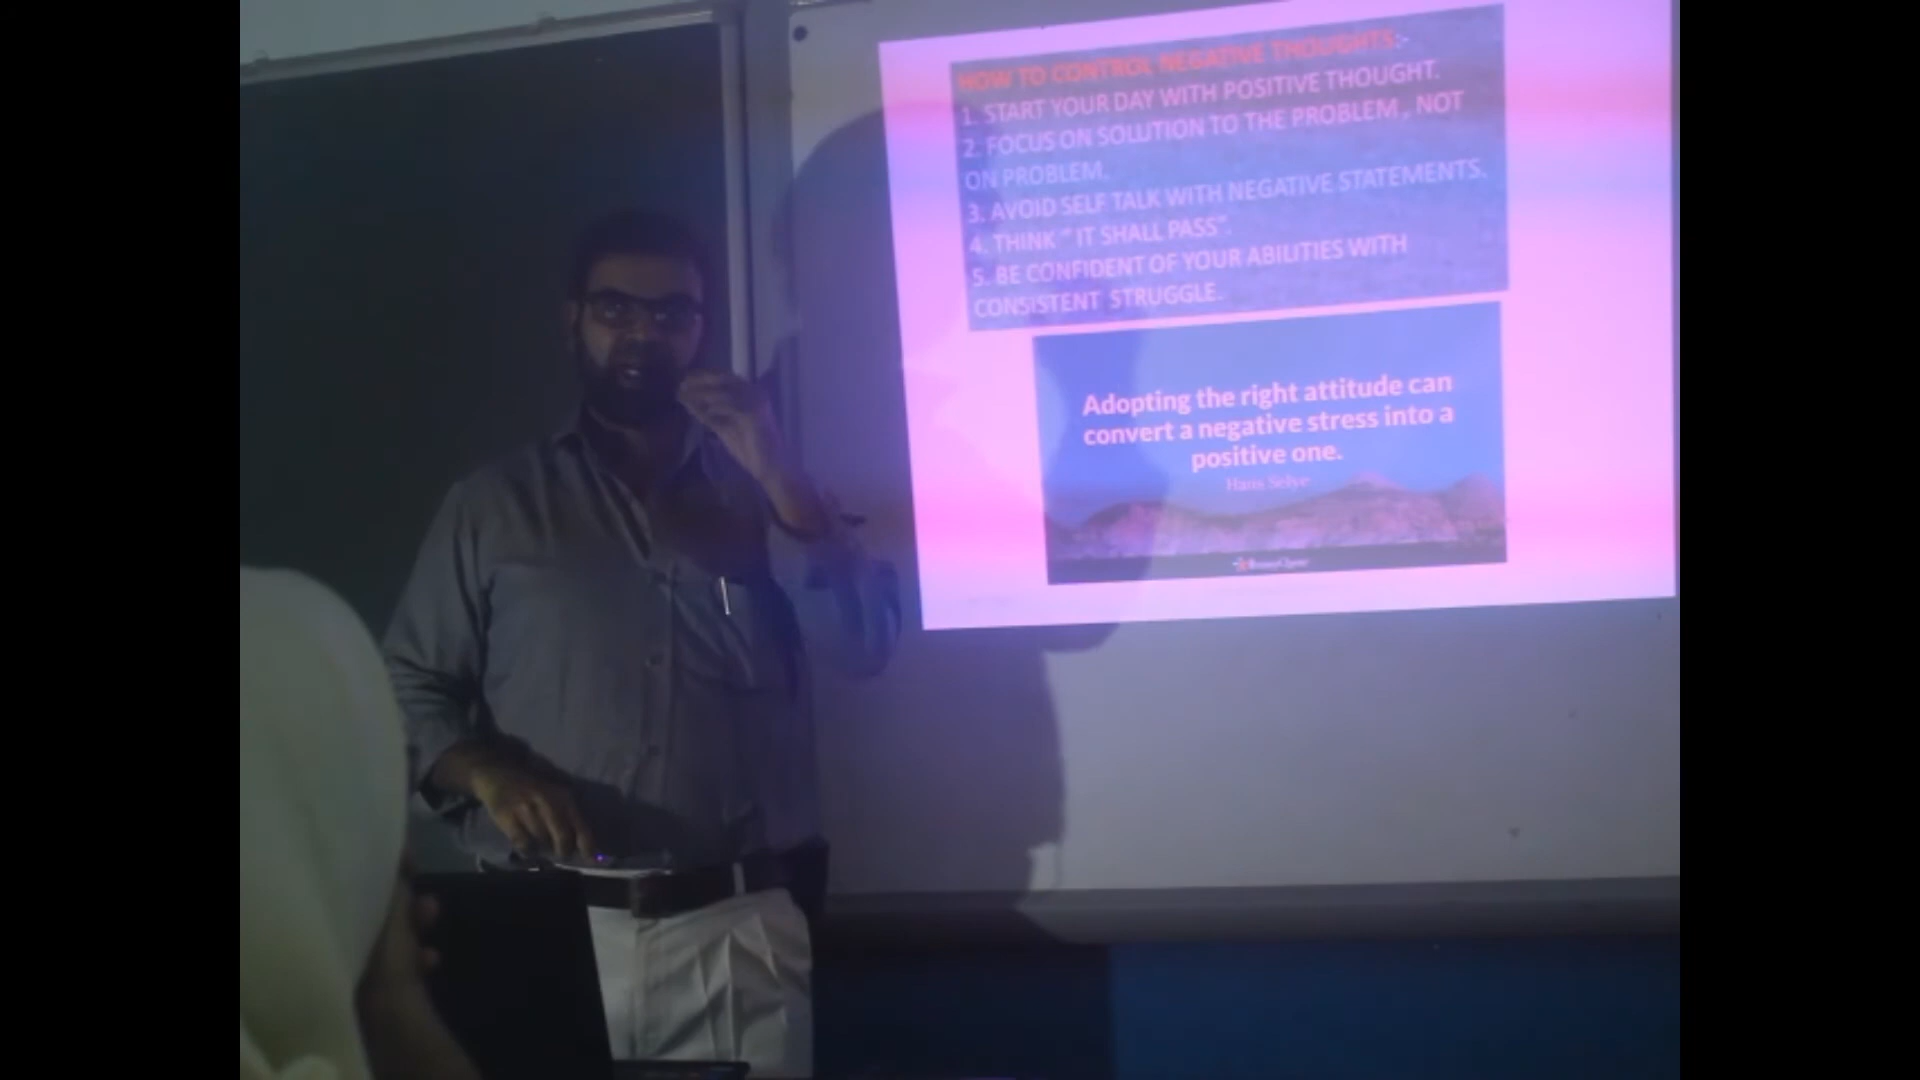 HOW TO CONTROL NEGATIVE THOUGHTS:-
1. START YOUR DAY WITH POSITIVE THOUGHT.
2. FOCUS ON SOLUTION TO THE PROBLEM , NOT
ON PROBLEM.
3. AVOID SELF TALK WITH NEGATIVE STATEMENTS.
4. THINK " IT SHALL PASS".
5. BE CONFIDENT OF YOUR ABILITIES WITH
CONSISTENT STRUGGLE.
Adopting the right attitude can
convert a negative stress into a
positive one.
Hans Selye